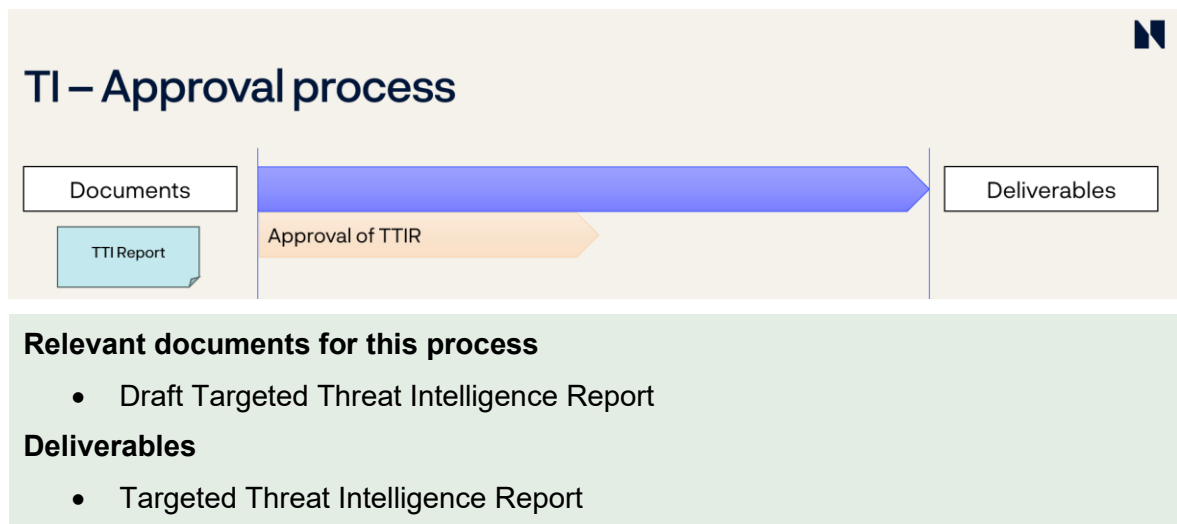 TI – Approval process
Documents
Deliverables
TTI Report
Approval of TTIR
Relevant documents for this process
• Draft Targeted Threat Intelligence Report
Deliverables
• Targeted Threat Intelligence Report